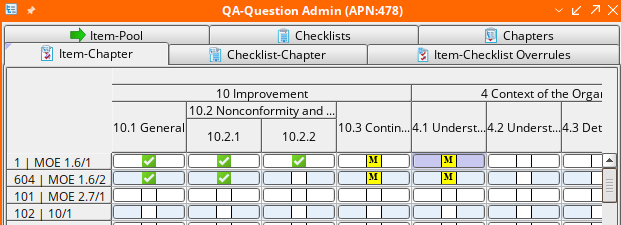 QA-Question Admin (APN:478)
Item-Pool
Checklists
Chapters
Item-Chapter
Checklist-Chapter
Item-Checklist Overrules
10 Improvement
4 Context of the Organ
10.2 Nonconformity and ...
10.1 General
10.2.1
10.2.2
10.3 Contin...
4.1 Underst...
4.2 Underst...
4.3 Det
1 | MOE 1.6/1
M
M
604 | MOE 1.6/2
M
M
101 | MOE 2.7/1
102 | 10/1